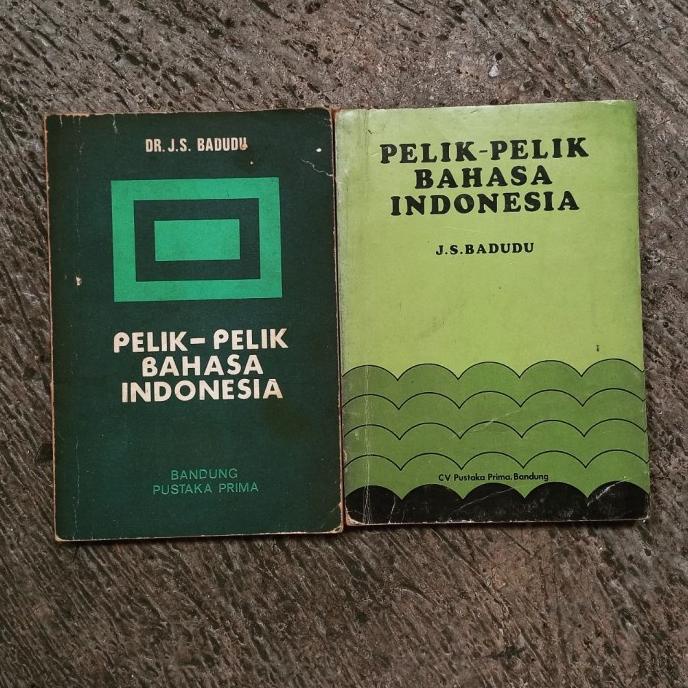 DR. J.S. BADUDU
PELIK-PELIK
BAHASA
INDONESIA
BANDUNG
PUSTAKA PRIMA
PELIK-PELIK
BAHASA
INDONESIA
J.S.BADUDU
CV Pustaka Prima, Bandung